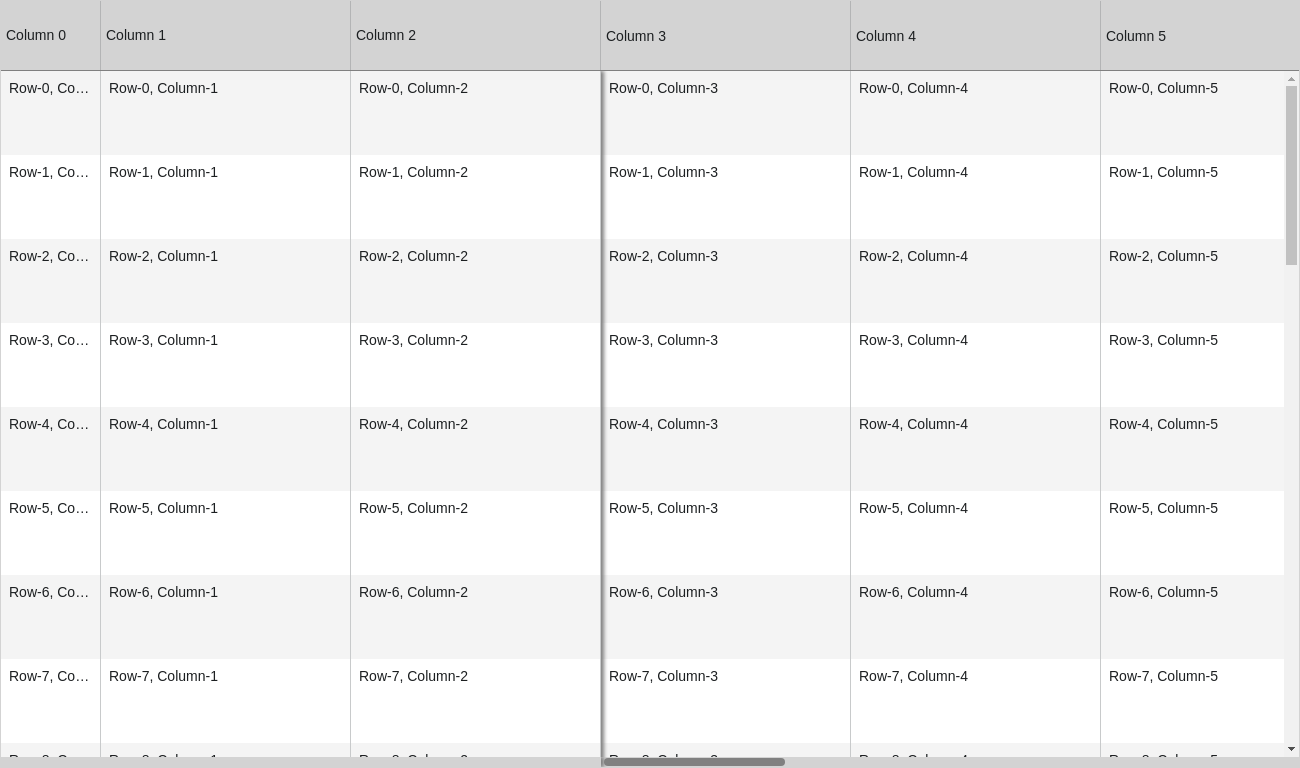 Column 0 Column 1 Column 2 Column 3 Column 4 Column 5
Row-0, Co... Row-0, Column-1 Row-0, Column-2 Row-0, Column-3 Row-0, Column-4 Row-0, Column-5
Row-1, Co... Row-1, Column-1 Row-1, Column-2 Row-1, Column-3 Row-1, Column-4 Row-1, Column-5
Row-2, Co... Row-2, Column-1 Row-2, Column-2 Row-2, Column-3 Row-2, Column-4 Row-2, Column-5
Row-3, Co... Row-3, Column-1 Row-3, Column-2 Row-3, Column-3 Row-3, Column-4 Row-3, Column-5
Row-4, Co... Row-4, Column-1 Row-4, Column-2 Row-4, Column-3 Row-4, Column-4 Row-4, Column-5
Row-5, Co... Row-5, Column-1 Row-5, Column-2 Row-5, Column-3 Row-5, Column-4 Row-5, Column-5
Row-6, Co... Row-6, Column-1 Row-6, Column-2 Row-6, Column-3 Row-6, Column-4 Row-6, Column-5
Row-7, Co... Row-7, Column-1 Row-7, Column-2 Row-7, Column-3 Row-7, Column-4 Row-7, Column-5